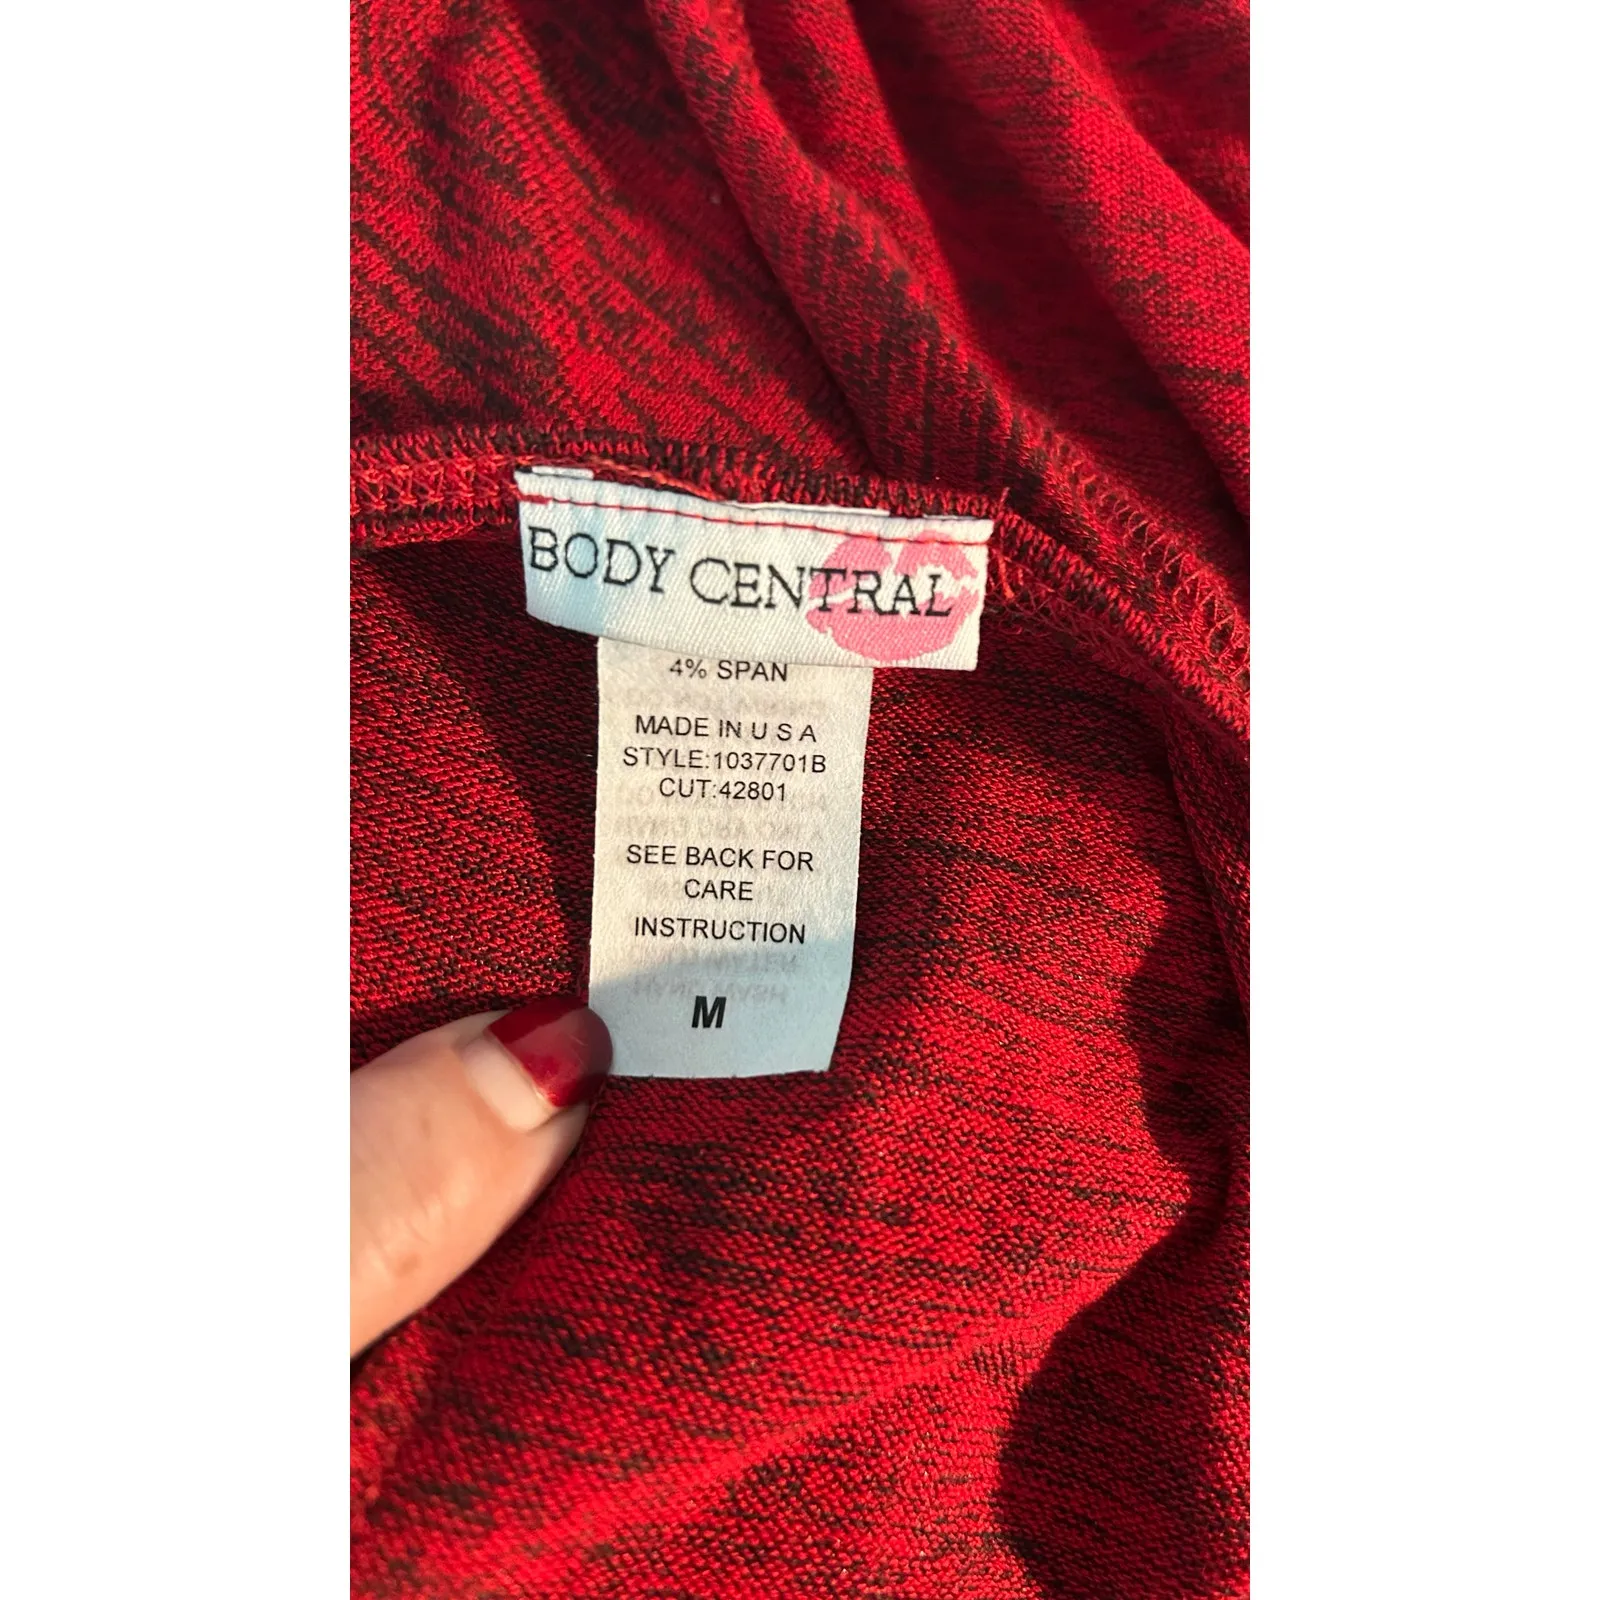 BODY CENTRAL
4% SPAN
MADE IN U S A
STYLE:1037701B
CUT:42801
SEE BACK FOR
CARE
INSTRUCTION
M